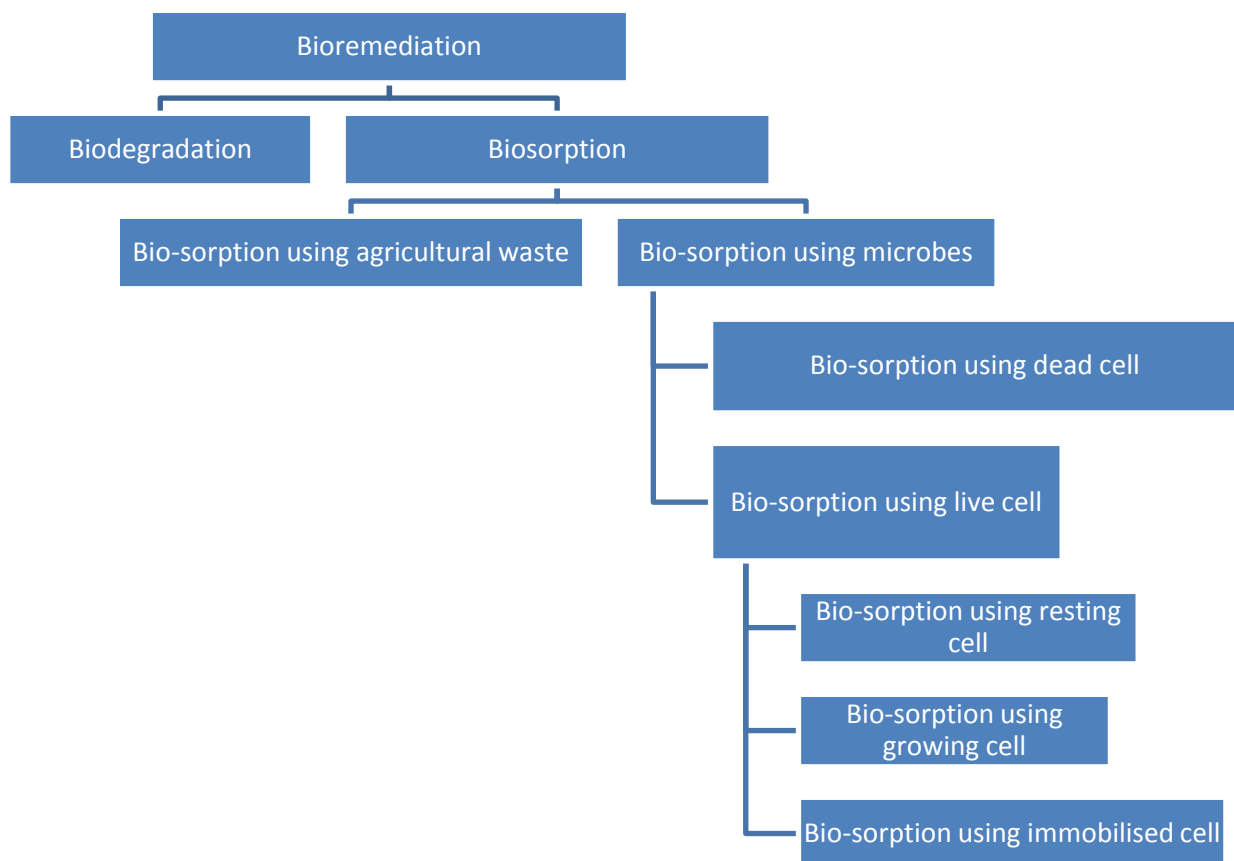 Bioremediation
Biodegradation
Biosorption
Bio-sorption using agricultural waste
Bio-sorption using microbes
Bio-sorption using dead cell
Bio-sorption using live cell
Bio-sorption using resting
cell
Bio-sorption using
growing cell
Bio-sorption using immobilised cell